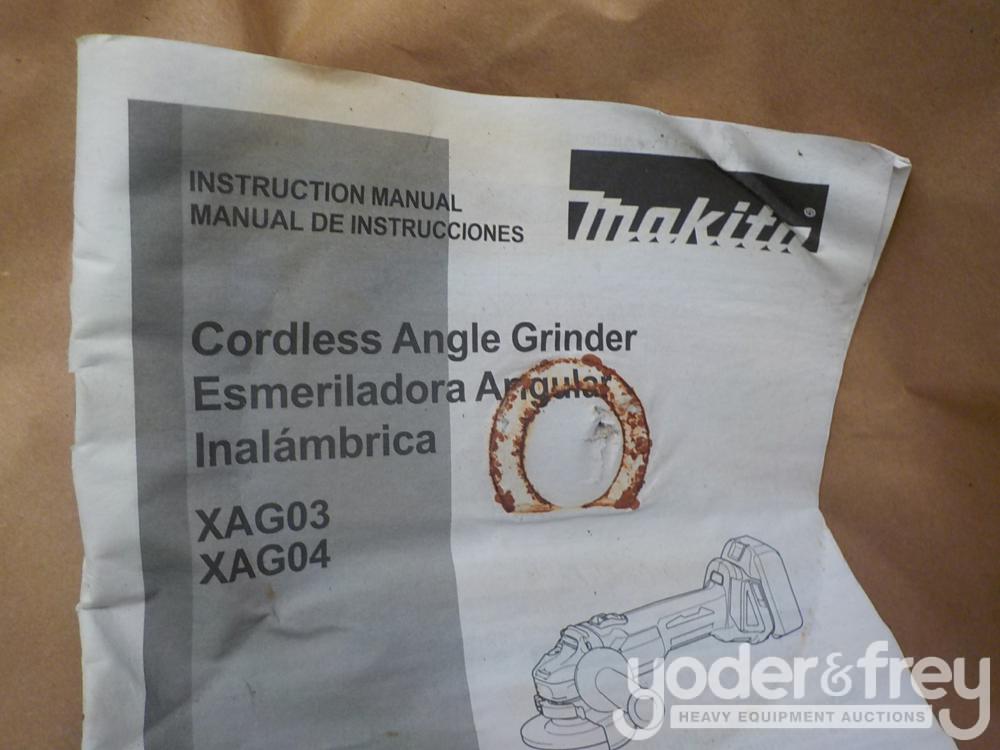 INSTRUCTION MANUAL
MANUAL DE INSTRUCCIONES
makita®
Cordless Angle Grinder
Esmeriladora Angular
Inalámbrica
XAG03
XAG04
yoder&frey
HEAVY EQUIPMENT AUCTIONS